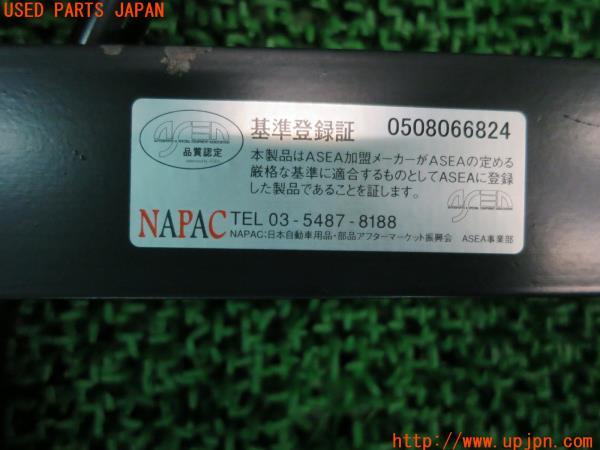 USED PARTS JAPAN
ASEA
品質認定
基準登録証 0508066824
本製品はASEA加盟メーカーがASEAの定める
厳格な基準に適合するものとしてASEAに登録
した製品であることを証します。
ASEA
NAPAC TEL 03-5487-8188
NAPAC:日本自動車用品・部品アフターマーケット振興会 ASEA事業部
http://www.upjpn.com/